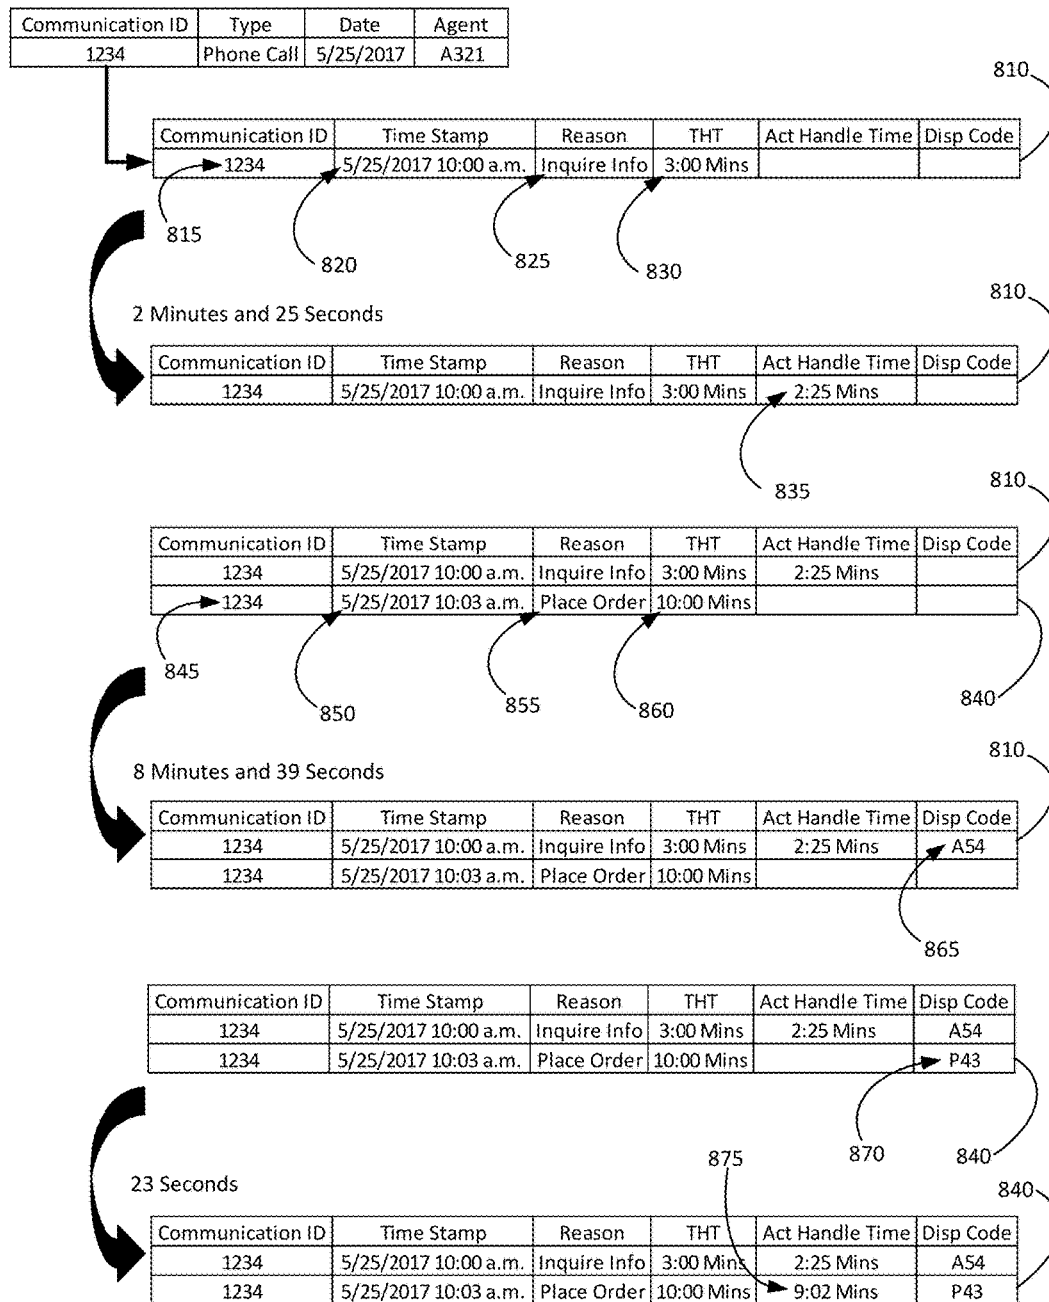 Communication ID Type Date Agent
1234 Phone Call 5/25/2017 A321
810
Communication ID Time Stamp Reason THT Act Handle Time Disp Code
1234 5/25/2017 10:00 a.m. Inquire Info 3:00 Mins
815
820
825
830
810
2 Minutes and 25 Seconds
Communication ID Time Stamp Reason THT Act Handle Time Disp Code
1234 5/25/2017 10:00 a.m. Inquire Info 3:00 Mins 2:25 Mins
835
810
Communication ID Time Stamp Reason THT Act Handle Time Disp Code
1234 5/25/2017 10:00 a.m. Inquire Info 3:00 Mins 2:25 Mins
1234 5/25/2017 10:03 a.m. Place Order 10:00 Mins
845
850
855
860
840
810
8 Minutes and 39 Seconds
Communication ID Time Stamp Reason THT Act Handle Time Disp Code
1234 5/25/2017 10:00 a.m. Inquire Info 3:00 Mins 2:25 Mins A54
1234 5/25/2017 10:03 a.m. Place Order 10:00 Mins
865
Communication ID Time Stamp Reason THT Act Handle Time Disp Code
1234 5/25/2017 10:00 a.m. Inquire Info 3:00 Mins 2:25 Mins A54
1234 5/25/2017 10:03 a.m. Place Order 10:00 Mins P43
875
870
840
23 Seconds
840
Communication ID Time Stamp Reason THT Act Handle Time Disp Code
1234 5/25/2017 10:00 a.m. Inquire Info 3:00 Mins 2:25 Mins A54
1234 5/25/2017 10:03 a.m. Place Order 10:00 Mins 9:02 Mins P43